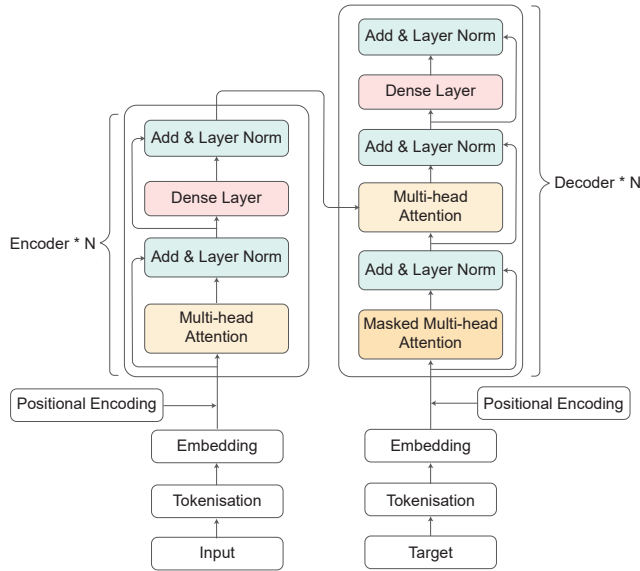 Add & Layer Norm
Dense Layer
Add & Layer Norm
Multi-head
Attention
Add & Layer Norm
Masked Multi-head
Attention
Decoder * N
Add & Layer Norm
Dense Layer
Add & Layer Norm
Multi-head
Attention
Encoder * N
Positional Encoding
Embedding
Tokenisation
Input
Positional Encoding
Embedding
Tokenisation
Target